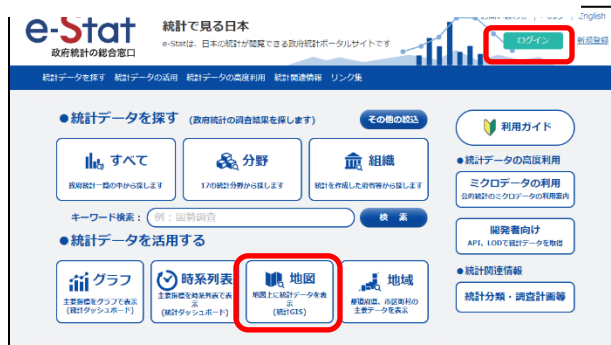 e-Stat
政府統計の総合窓口
統計で見る日本
e-Statは、日本の統計が閲覧できる政府統計ポータルサイトです
English
ログイン
新規登録
統計データを探す 統計データの活用 統計データの高度利用 統計関連情報 リンク集
●統計データを探す (政府統計の調査結果を探します)
その他の絞込
すべて
政府統計一覧の中から探します
分野
17の統計分野から探します
組織
統計を作成した府省等から探します
キーワード検索:
例:国勢調査
検 索
●統計データを活用する
グラフ
主要指標をグラフで表示
(統計ダッシュボード)
時系列表
主要指標を時系列表で表
示
(統計ダッシュボード)
地図
地図上に統計データを表
示
(統計GIS)
地域
都道府県、市区町村の
主要データを表示
利用ガイド
●統計データの高度利用
ミクロデータの利用
公的統計のミクロデータの利用案内
開発者向け
API、LODで統計データを取得
●統計関連情報
統計分類・調査計画等